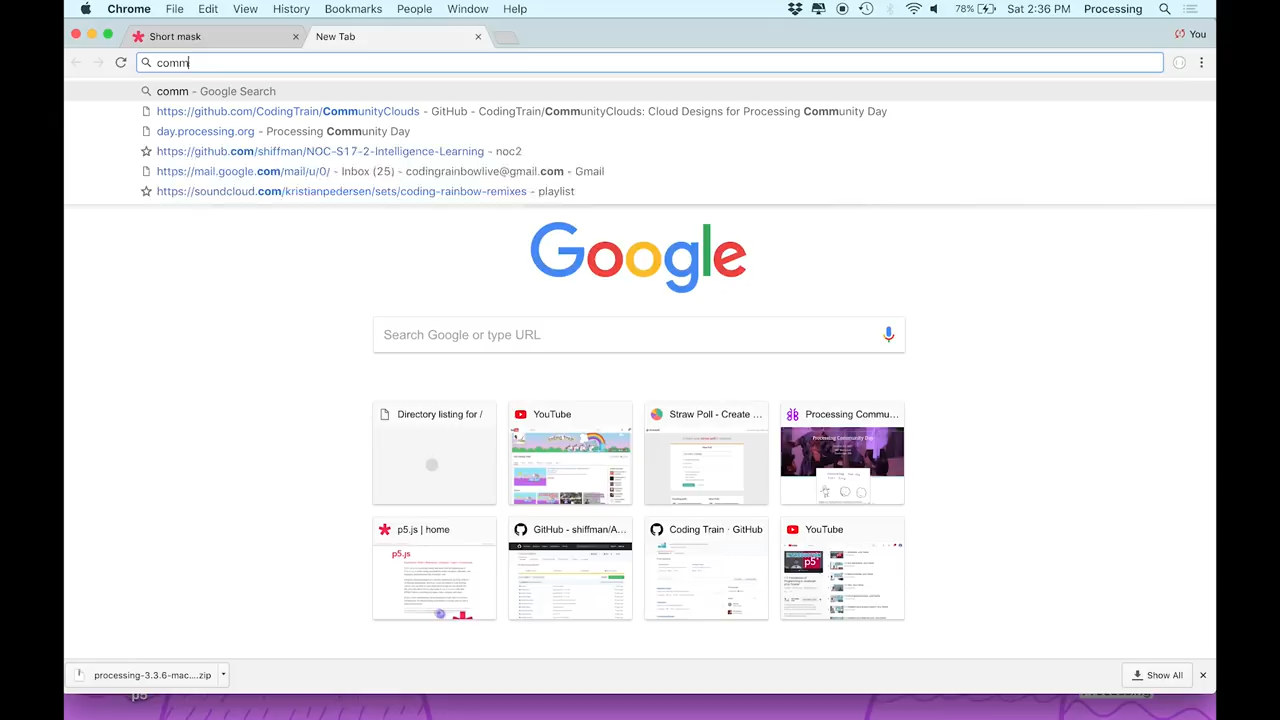 Chrome File Edit View History Bookmarks People Window Help 78% Sat 2:36 PM Processing
Short mask New Tab You
comm
comm – Google Search
https://github.com/CodingTrain/CommunityClouds - GitHub - CodingTrain/CommunityClouds: Cloud Designs for Processing Community Day
day.processing.org - Processing Community Day
https://github.com/shiffman/NOC-S17-2-Intelligence-Learning - noc2
https://mail.google.com/mail/u/0/ - Inbox (25) - codingrainbowlive@gmail.com - Gmail
https://soundcloud.com/kristianpedersen/sets/coding-rainbow-remixes - playlist
Google
Search Google or type URL
Directory listing for / YouTube Straw Poll - Create ... Processing Commu...
p5.js | home GitHub - shiffman/A... Coding Train · GitHub YouTube
p5.js
p5
processing-3.3.6-mac....zip Show All
p5